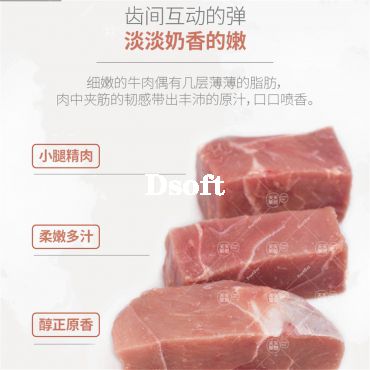 齿间互动的弹
淡淡奶香的嫩
细嫩的牛肉偶有几层薄薄的脂肪，
肉中夹筋的韧感带出丰沛的原汁，口口喷香。
小腿精肉
Dsoft
柔嫩多汁
醇正原香